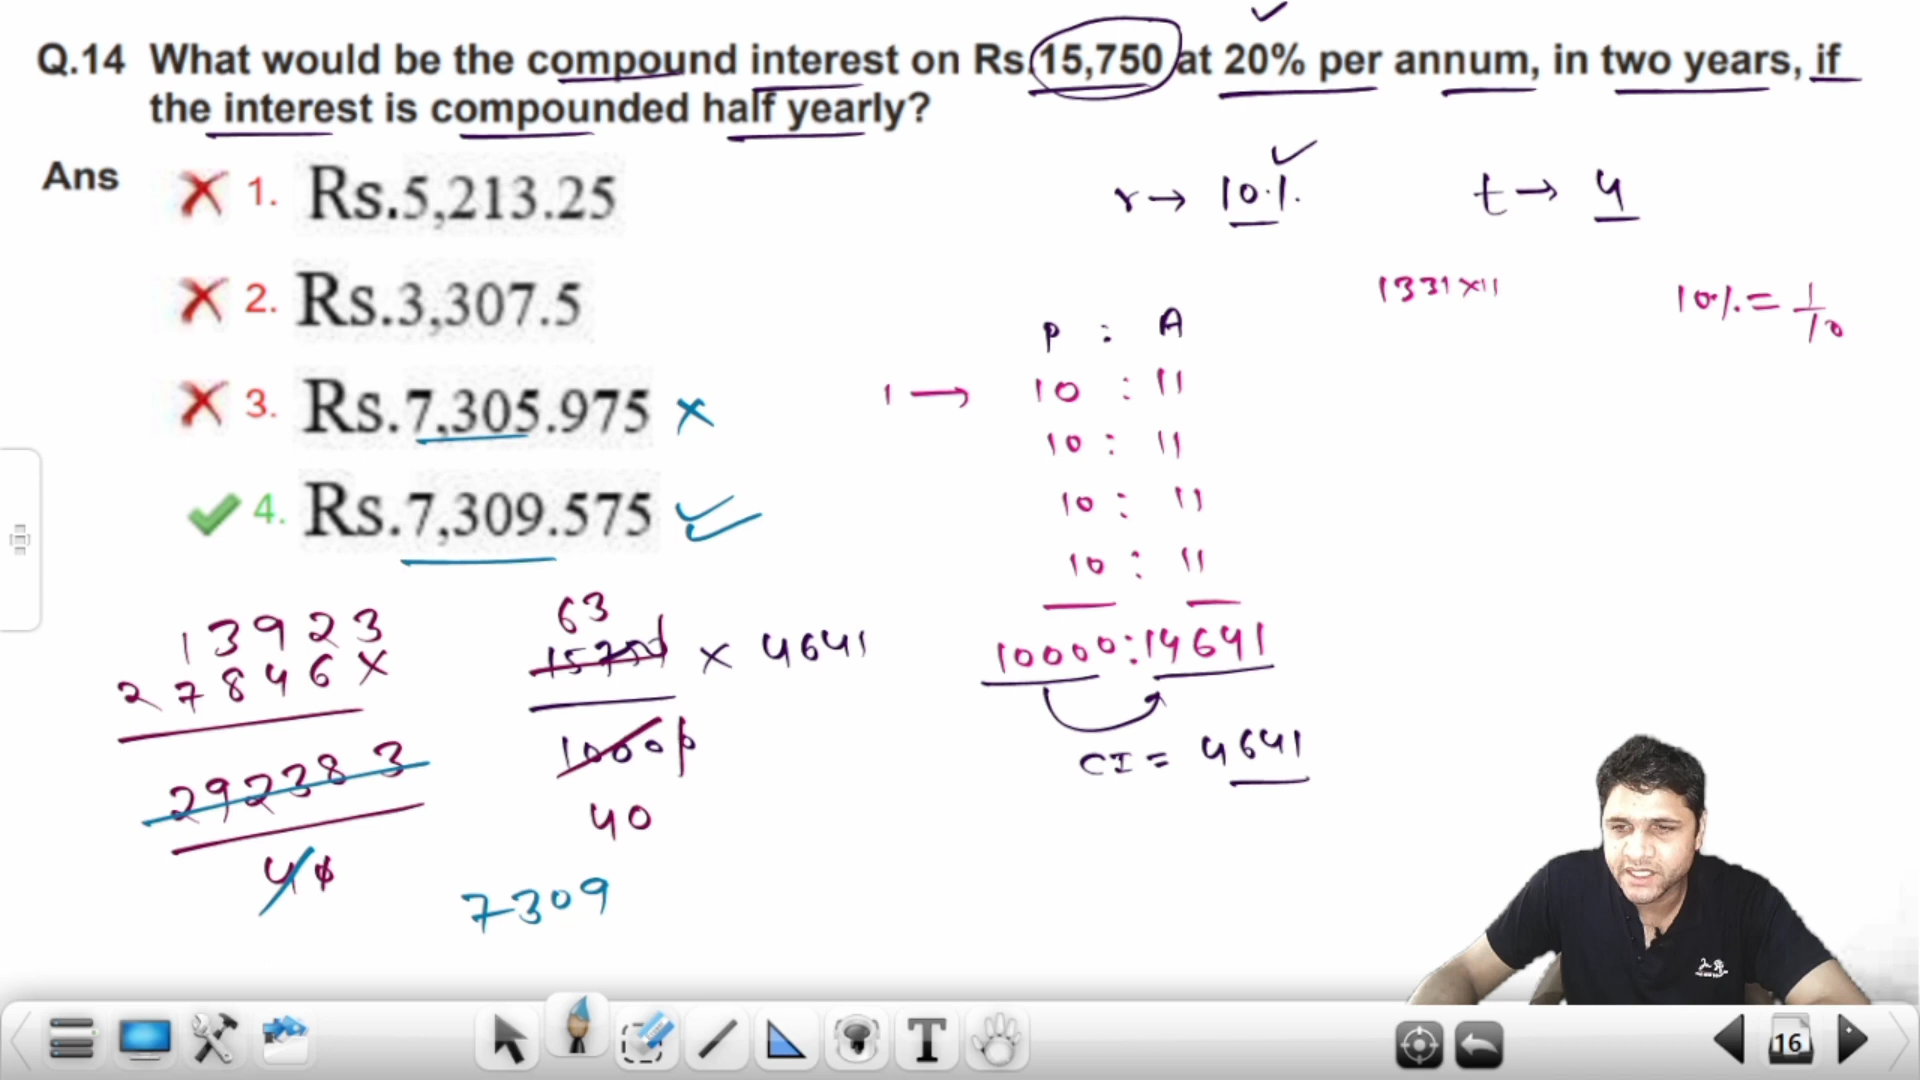 Q.14 What would be the compound interest on Rs.15,750 at 20% per annum, in two years, if
the interest is compounded half yearly?
Ans
1. Rs.5,213.25
2. Rs.3,307.5
3. Rs.7,305.975
4. Rs.7,309.575
r → 10%.
t → 4
1331×11
10% = 1/10
P : A
1 → 10 : 11
10 : 11
10 : 11
10 : 11
10000 : 14641
CI = 4641
63
15750 × 4641
10000
40
13923
27846×
292383
40
7309
T
16